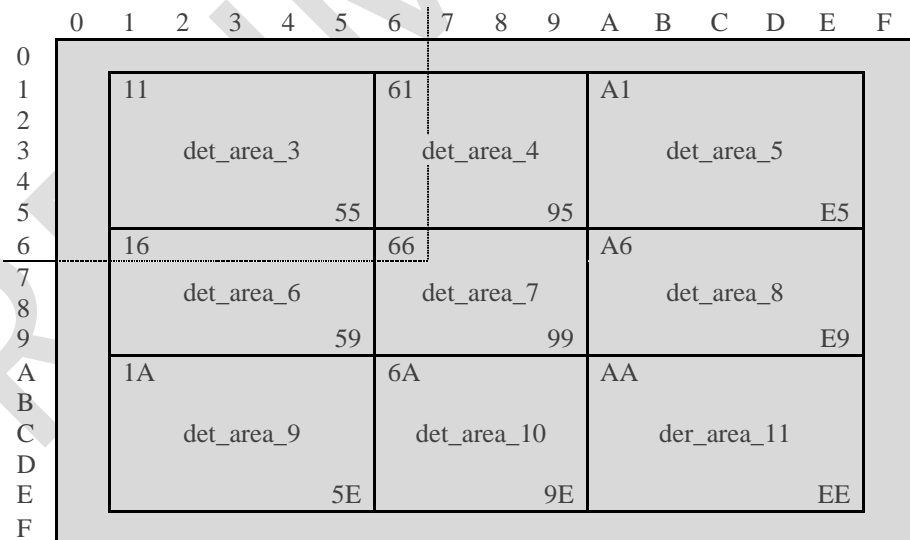 0 1 2 3 4 5 6 7 8 9 A B C D E F
0
1 11 61 A1
2
3 det_area_3 det_area_4 det_area_5
4
5 55 95 E5
6 16 66 A6
7
det_area_6 det_area_7 det_area_8
8
9 59 99 E9
A 1A 6A AA
B
C det_area_9 det_area_10 der_area_11
D
E 5E 9E EE
F